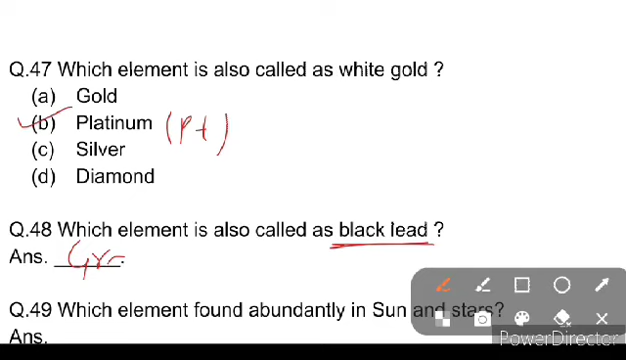 Q.47 Which element is also called as white gold ?
(a) Gold
(b) Platinum (Pt)
(c) Silver
(d) Diamond
Q.48 Which element is also called as black lead ?
Ans. Gra
Q.49 Which element found abundantly in Sun and stars?
Ans.
PowerDirector